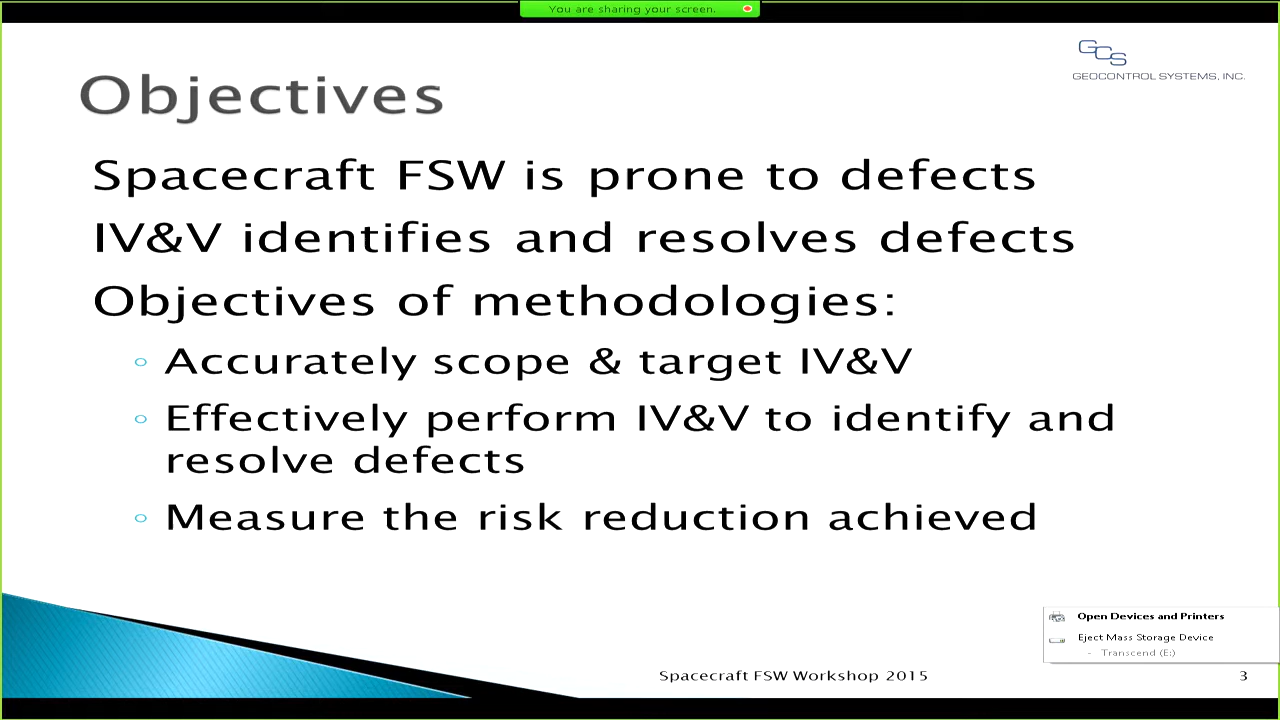 You are sharing your screen.
GCS
GEOCONTROL SYSTEMS, INC.
Objectives
Spacecraft FSW is prone to defects
IV&V identifies and resolves defects
Objectives of methodologies:
Accurately scope & target IV&V
Effectively perform IV&V to identify and
resolve defects
Measure the risk reduction achieved
Open Devices and Printers
Eject Mass Storage Device
- Transcend (E:)
Spacecraft FSW Workshop 2015
3